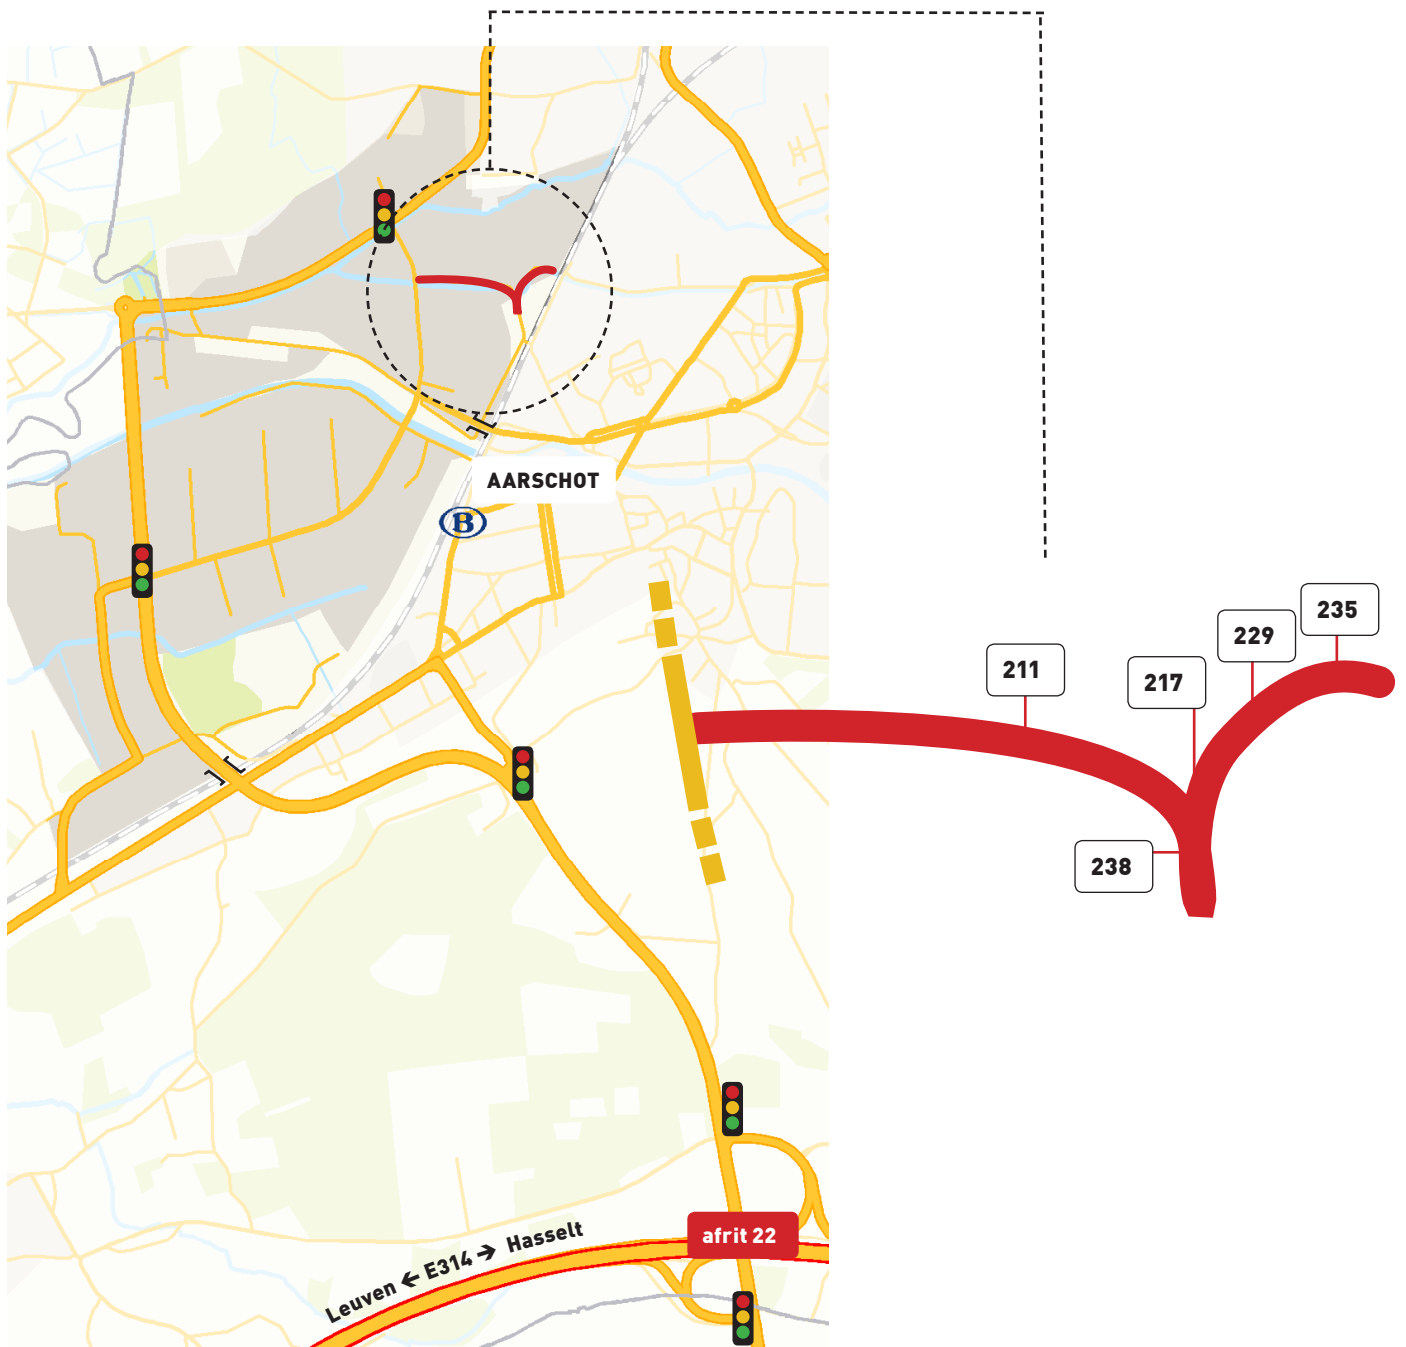 AARSCHOT
B
235
229
211
217
238
afrit 22
Leuven ← E314 → Hasselt